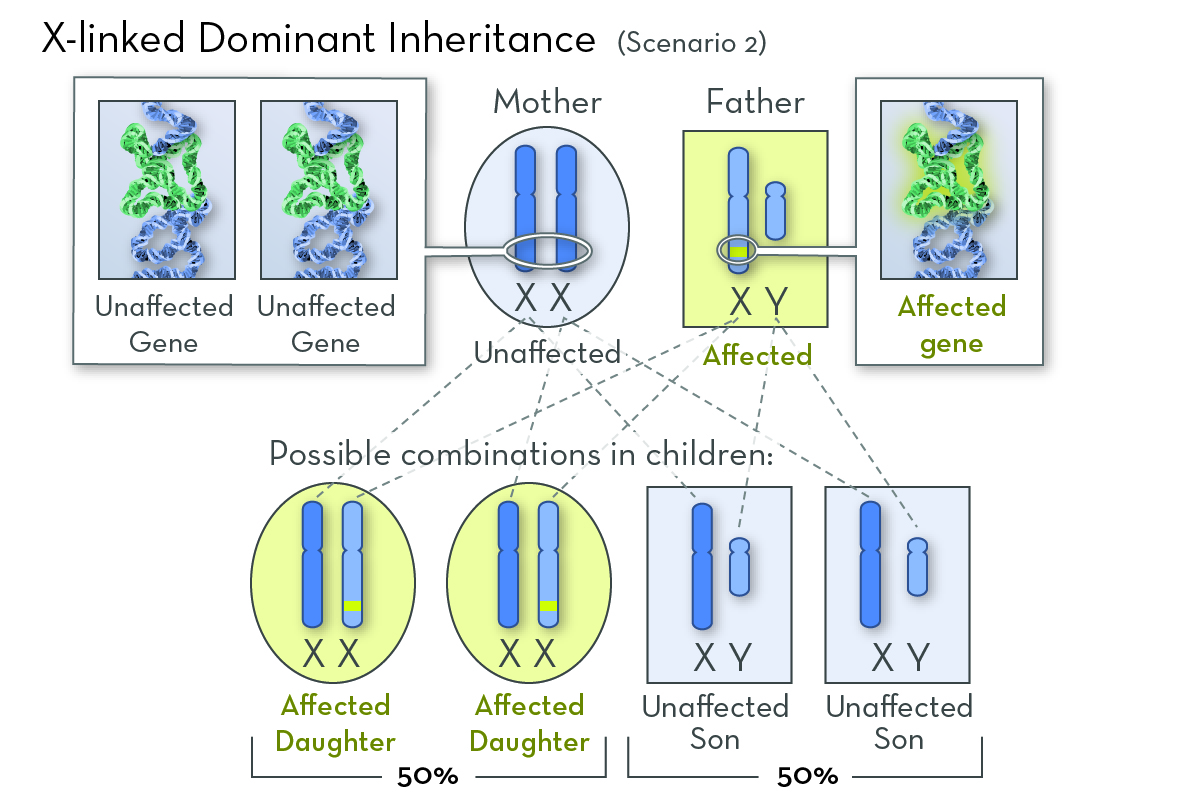 X-linked Dominant Inheritance (Scenario 2)
Mother
Father
Unaffected
Gene
Unaffected
Gene
X X
X Y
Affected
gene
Unaffected
Affected
Possible combinations in children:
X X
X X
X Y
X Y
Affected
Daughter
Affected
Daughter
Unaffected
Son
Unaffected
Son
50%
50%